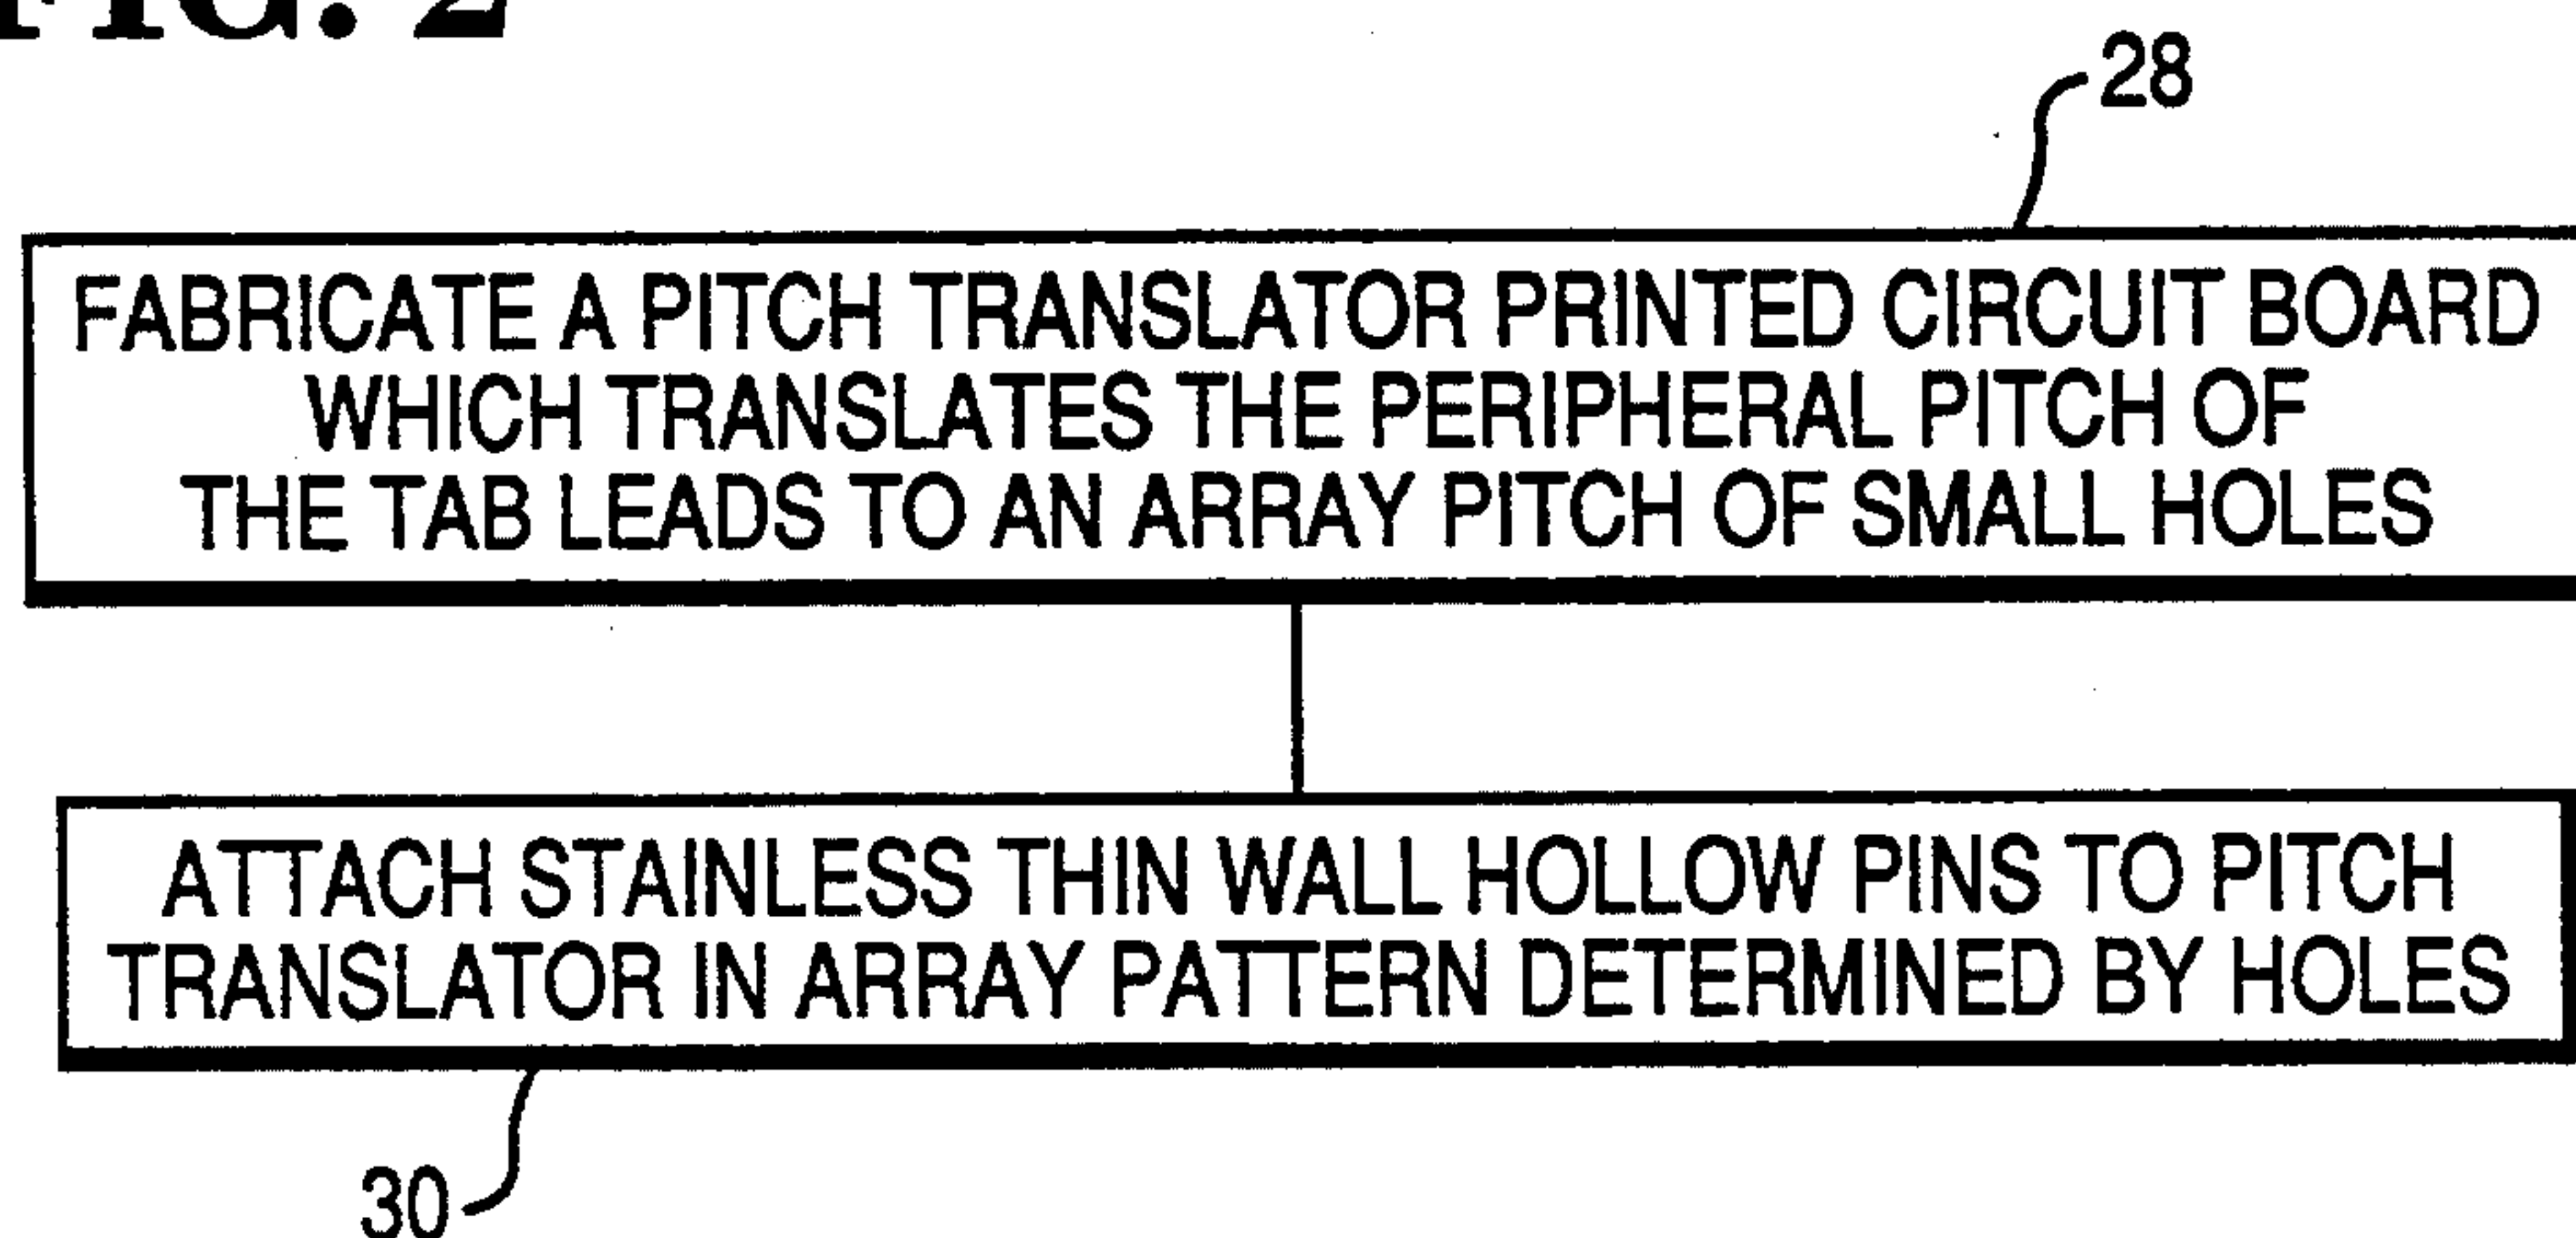 FIG. 2
28
FABRICATE A PITCH TRANSLATOR PRINTED CIRCUIT BOARD
WHICH TRANSLATES THE PERIPHERAL PITCH OF
THE TAB LEADS TO AN ARRAY PITCH OF SMALL HOLES
ATTACH STAINLESS THIN WALL HOLLOW PINS TO PITCH
TRANSLATOR IN ARRAY PATTERN DETERMINED BY HOLES
30